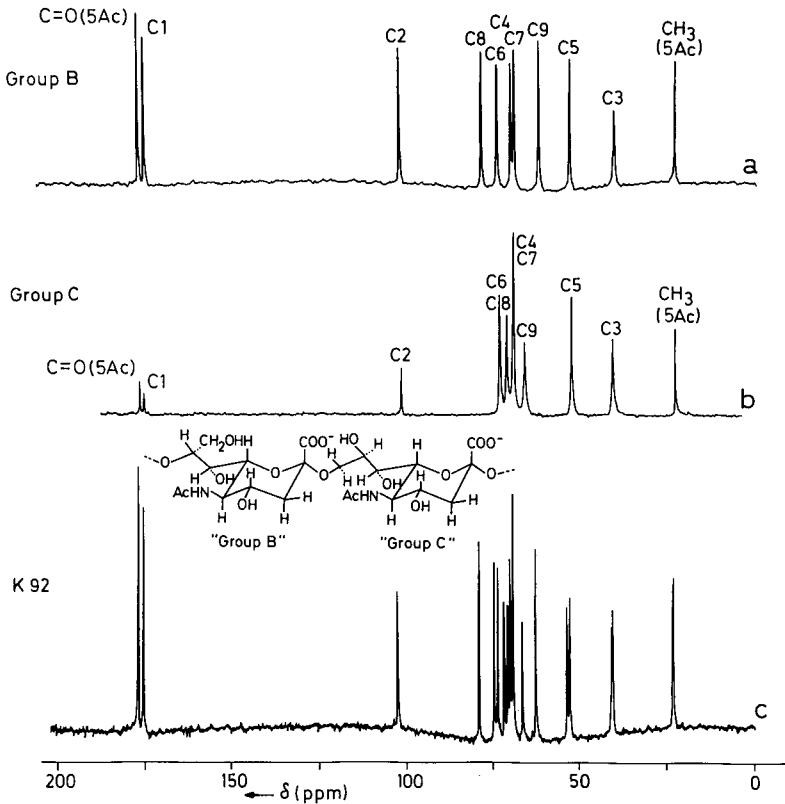 C=O(5Ac) C1 C2 C8 C6 C4 C7 C9 C5 C3 CH3 (5Ac)
Group B
a
Group C
C=O(5Ac) C1 C2 C6 C8 C4 C7 C9 C5 C3 CH3 (5Ac)
b
H CH2OHH COO- HO H H COO-
O H OH H O O H H H OH H O O
AcHN H OH H H AcHN H OH H H
"Group B" "Group C"
K 92
c
200 150 100 50 0
δ (ppm)